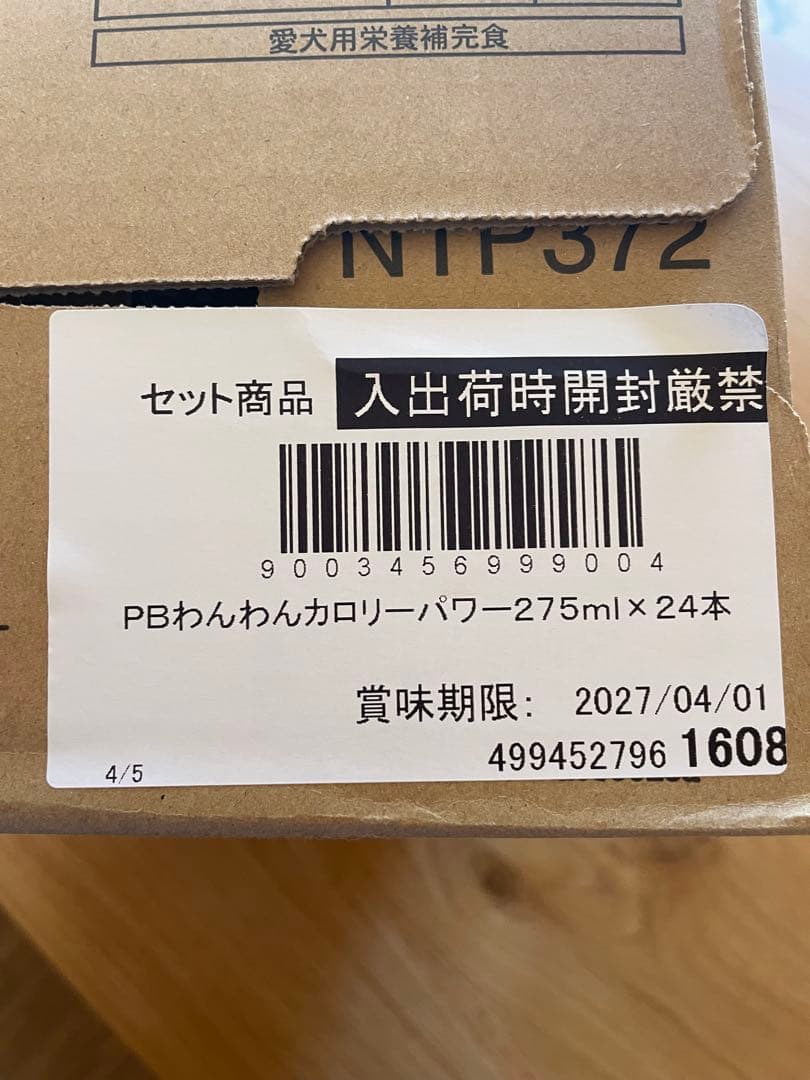 愛犬用栄養補完食
NTP372
セット商品 入出荷時開封厳禁
9003456999004
PBわんわんカロリーパワー275ml×24本
賞味期限: 2027/04/01
499452796 1608
4/5